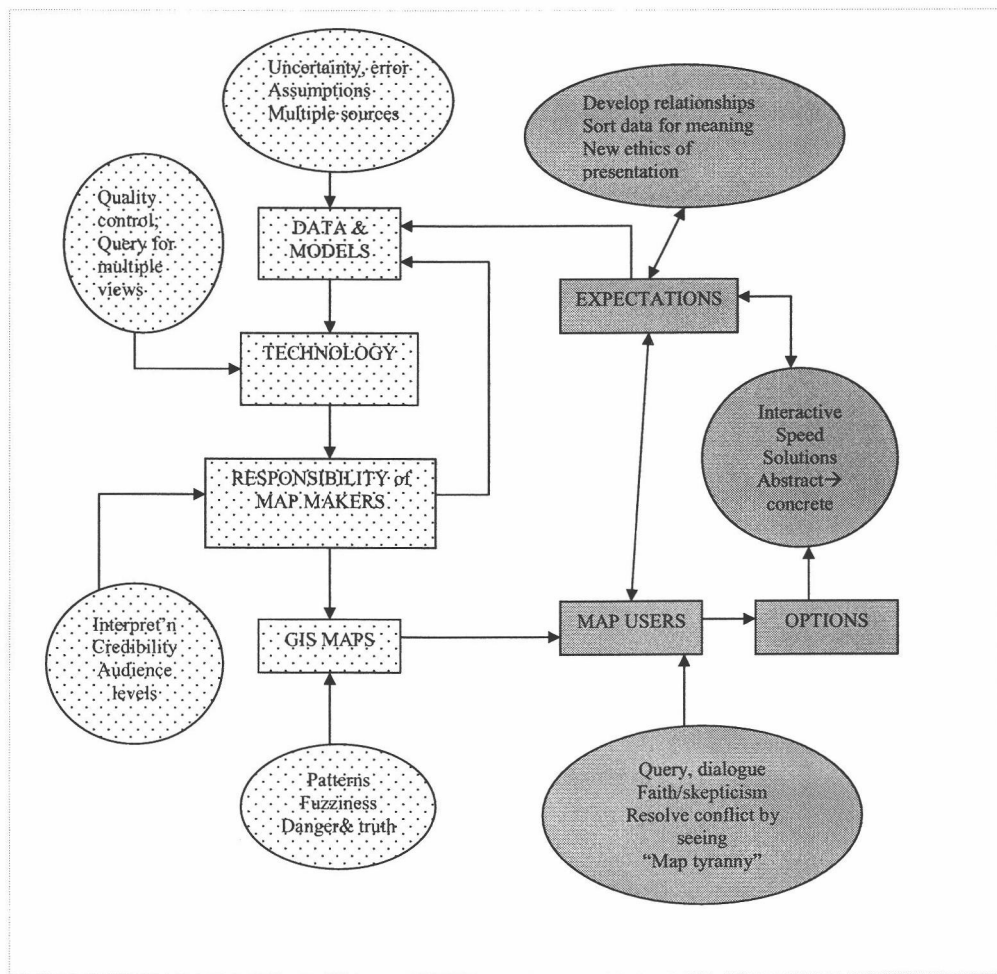 Uncertainty, error
Assumptions
Multiple sources
Develop relationships
Sort data for meaning
New ethics of
presentation
Quality
control,
Query for
multiple
views
DATA &
MODELS
EXPECTATIONS
TECHNOLOGY
Interactive
Speed
Solutions
Abstract→
concrete
RESPONSIBILITY of
MAP MAKERS
Interpret'n
Credibility
Audience
levels
GIS MAPS
MAP USERS
OPTIONS
Patterns
Fuzziness
Danger& truth
Query, dialogue
Faith/skepticism
Resolve conflict by
seeing
“Map tyranny”